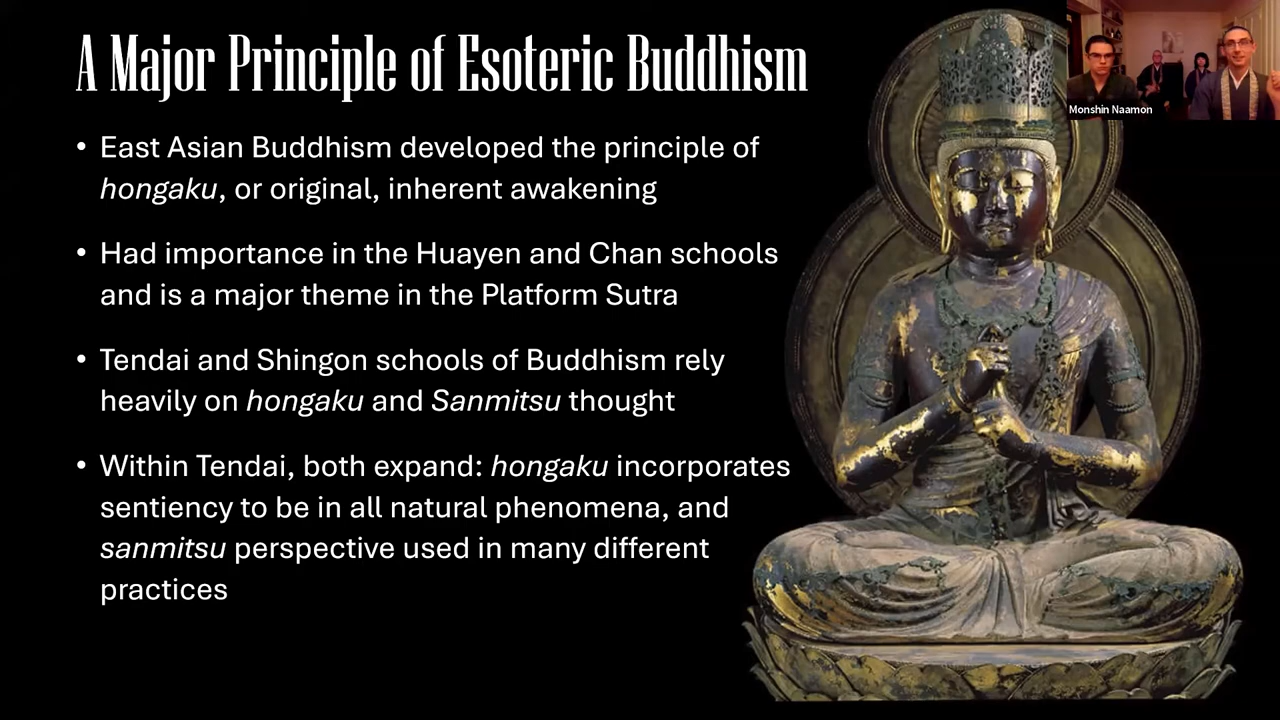 A Major Principle of Esoteric Buddhism
Monshin Naamon
• East Asian Buddhism developed the principle of
hongaku, or original, inherent awakening
• Had importance in the Huayen and Chan schools
and is a major theme in the Platform Sutra
• Tendai and Shingon schools of Buddhism rely
heavily on hongaku and Sanmitsu thought
• Within Tendai, both expand: hongaku incorporates
sentiency to be in all natural phenomena, and
sanmitsu perspective used in many different
practices